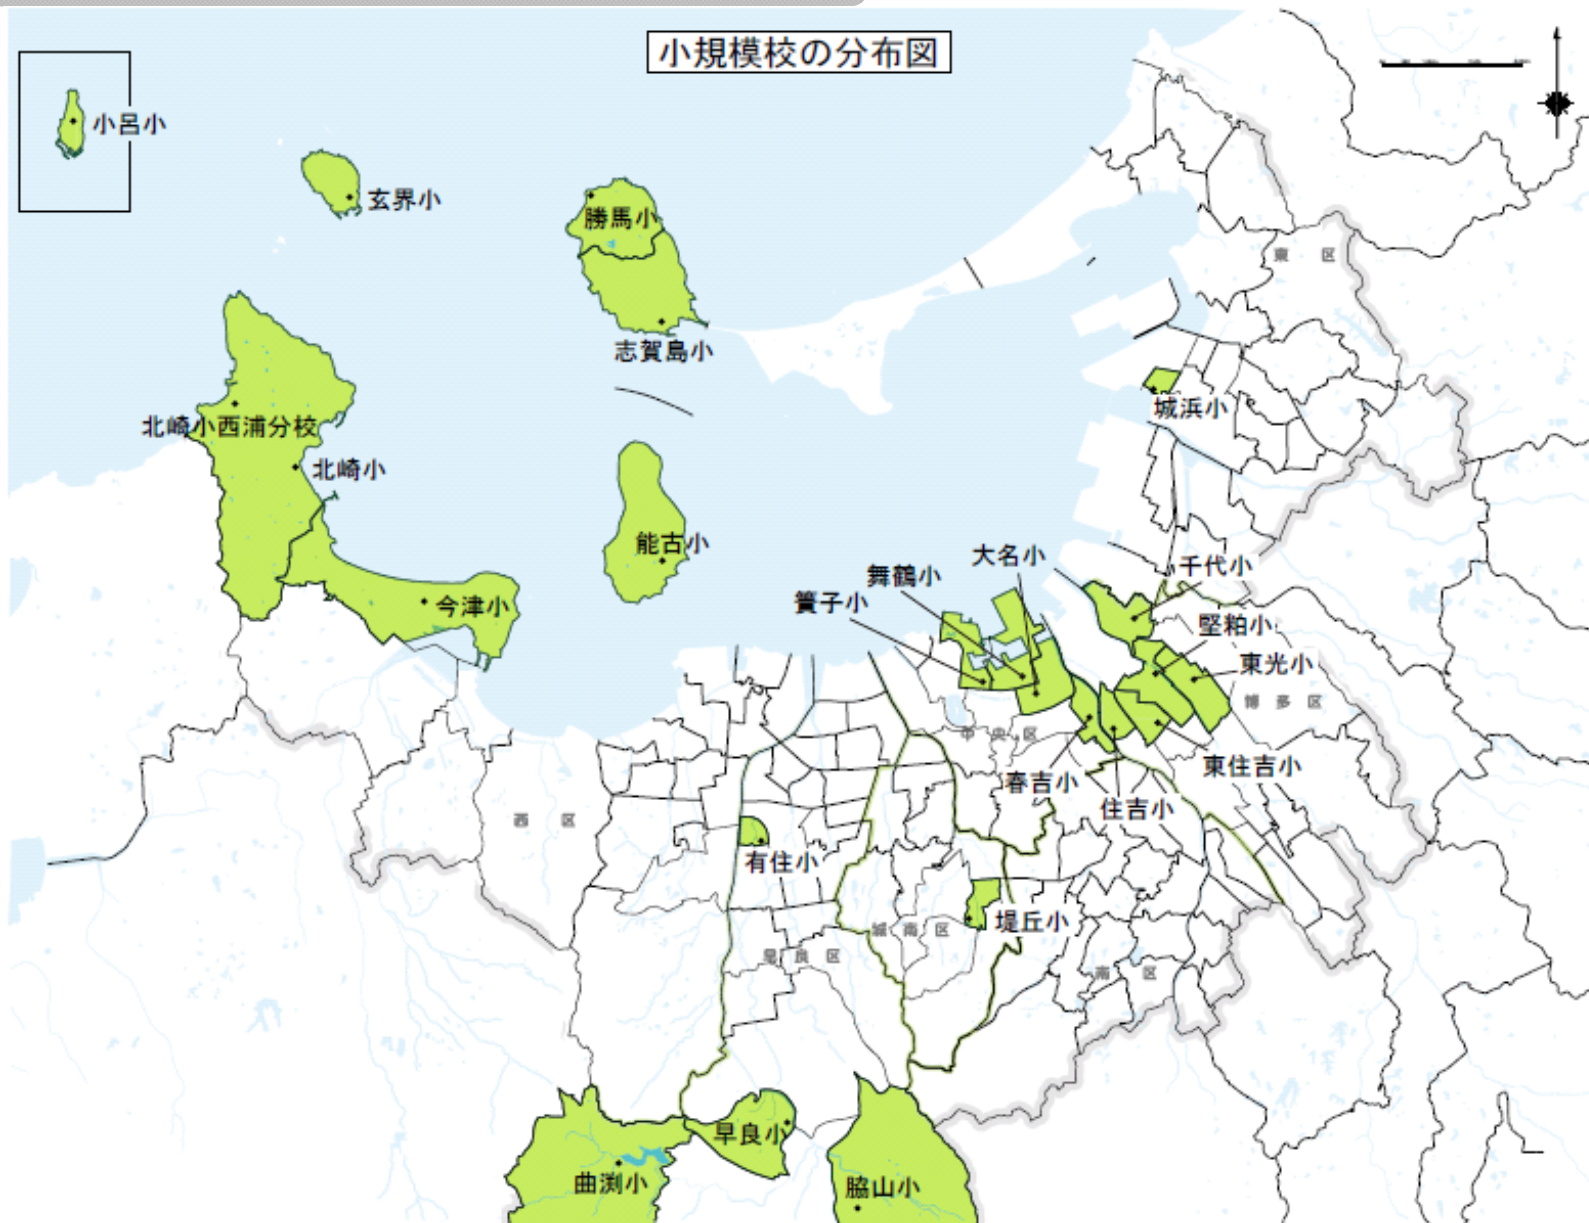 小規模校の分布図
小呂小
玄界小
勝馬小
志賀島小
東 区
城浜小
北崎小西浦分校
北崎小
能古小
今津小
大名小
舞鶴小
簀子小
千代小
堅粕小
東光小
博 多 区
中 央 区
春吉小
東住吉小
住吉小
西 区
有住小
堤丘小
城 南 区
早 良 区
南 区
早良小
曲渕小
脇山小